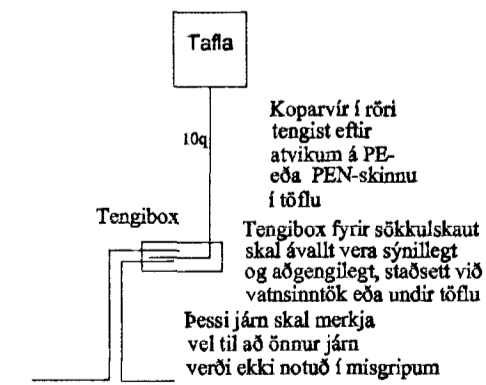 Tafla
10q
Koparvír í röri
tengist eftir
atvikum á PE-
eða PEN-skinnu
í töflu
Tengibox
Tengibox fyrir sökkulskaut
skal ávallt vera sýnillegt
og aðgengilegt, staðsett við
vatnsinntök eða undir töflu
Þessi járn skal merkja
vel til að önnur járn
verði ekki notuð í misgripum